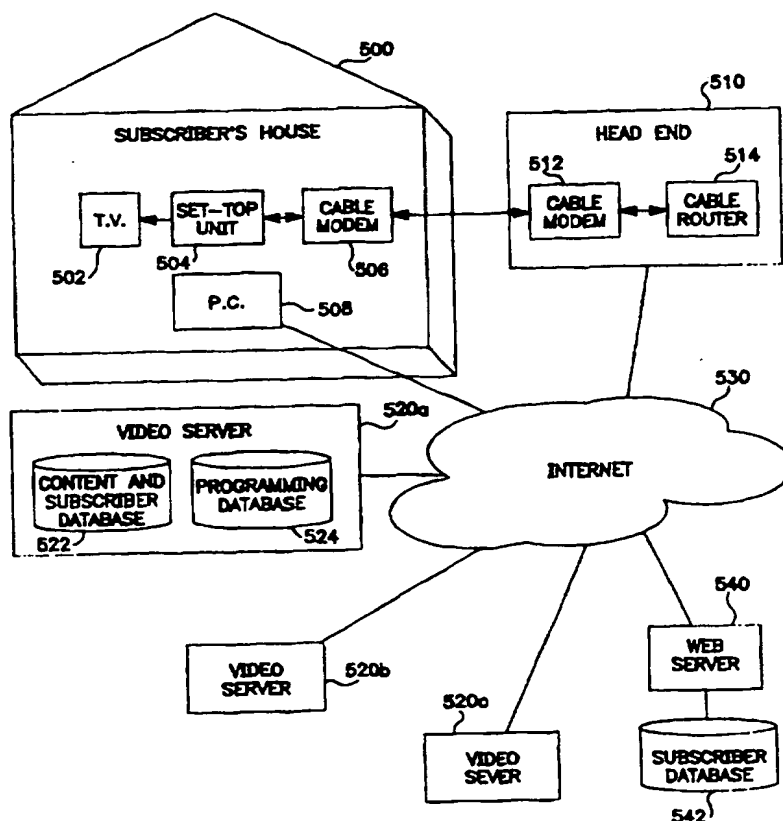 500
SUBSCRIBER'S HOUSE
T.V.
502
SET-TOP
UNIT
504
CABLE
MODEM
506
P.C.
508
510
HEAD END
512
CABLE
MODEM
514
CABLE
ROUTER
530
INTERNET
520a
VIDEO SERVER
CONTENT AND
SUBSCRIBER
DATABASE
522
PROGRAMMING
DATABASE
524
VIDEO
SERVER
520b
520c
VIDEO
SEVER
540
WEB
SERVER
SUBSCRIBER
DATABASE
542